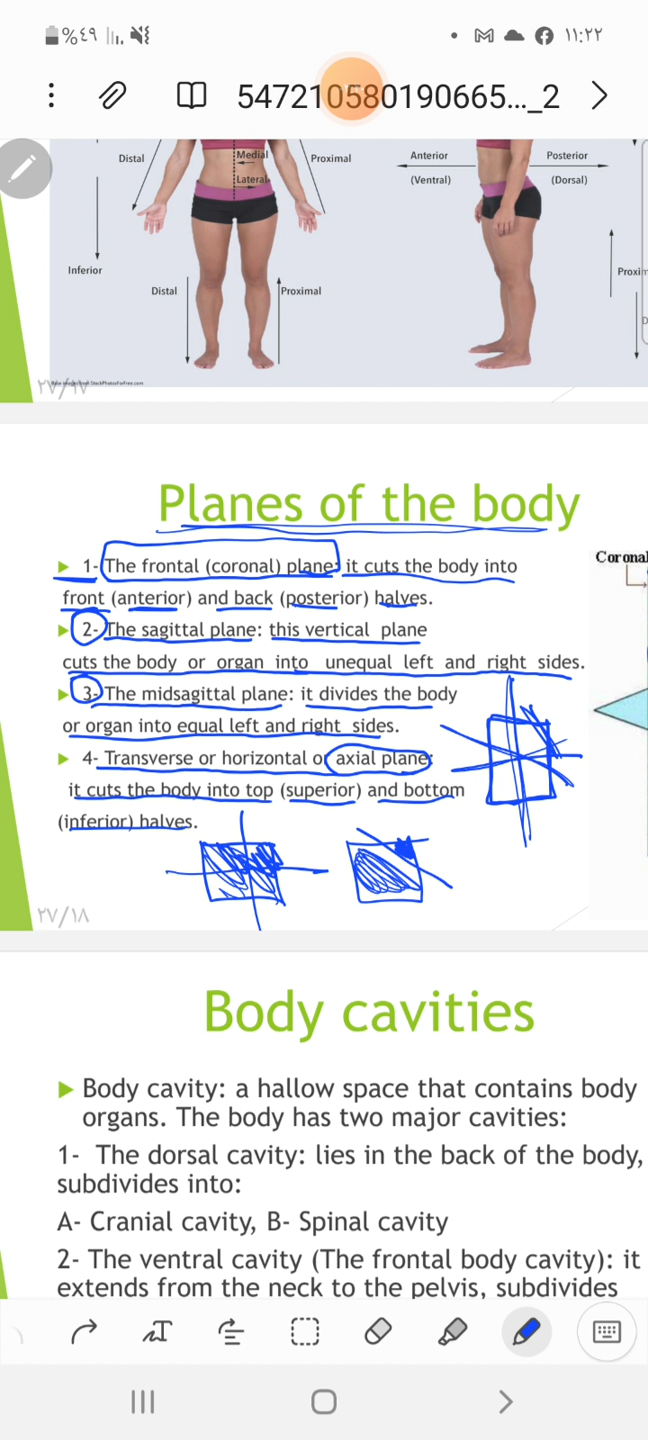 %٤٩
١١:٢٢
547210580190665..._2
Distal
Medial
Lateral
Proximal
Anterior
(Ventral)
Posterior
(Dorsal)
Inferior
Distal
Proximal
Proxim
D
٢٧/١٧
Planes of the body
1- The frontal (coronal) plane: it cuts the body into
front (anterior) and back (posterior) halves.
2- The sagittal plane: this vertical plane
cuts the body or organ into unequal left and right sides.
3- The midsagittal plane: it divides the body
or organ into equal left and right sides.
4- Transverse or horizontal or axial plane:
it cuts the body into top (superior) and bottom
(inferior) halves.
Coronal
٢٧/١٨
Body cavities
Body cavity: a hallow space that contains body
organs. The body has two major cavities:
1- The dorsal cavity: lies in the back of the body,
subdivides into:
A- Cranial cavity, B- Spinal cavity
2- The ventral cavity (The frontal body cavity): it
extends from the neck to the pelvis, subdivides